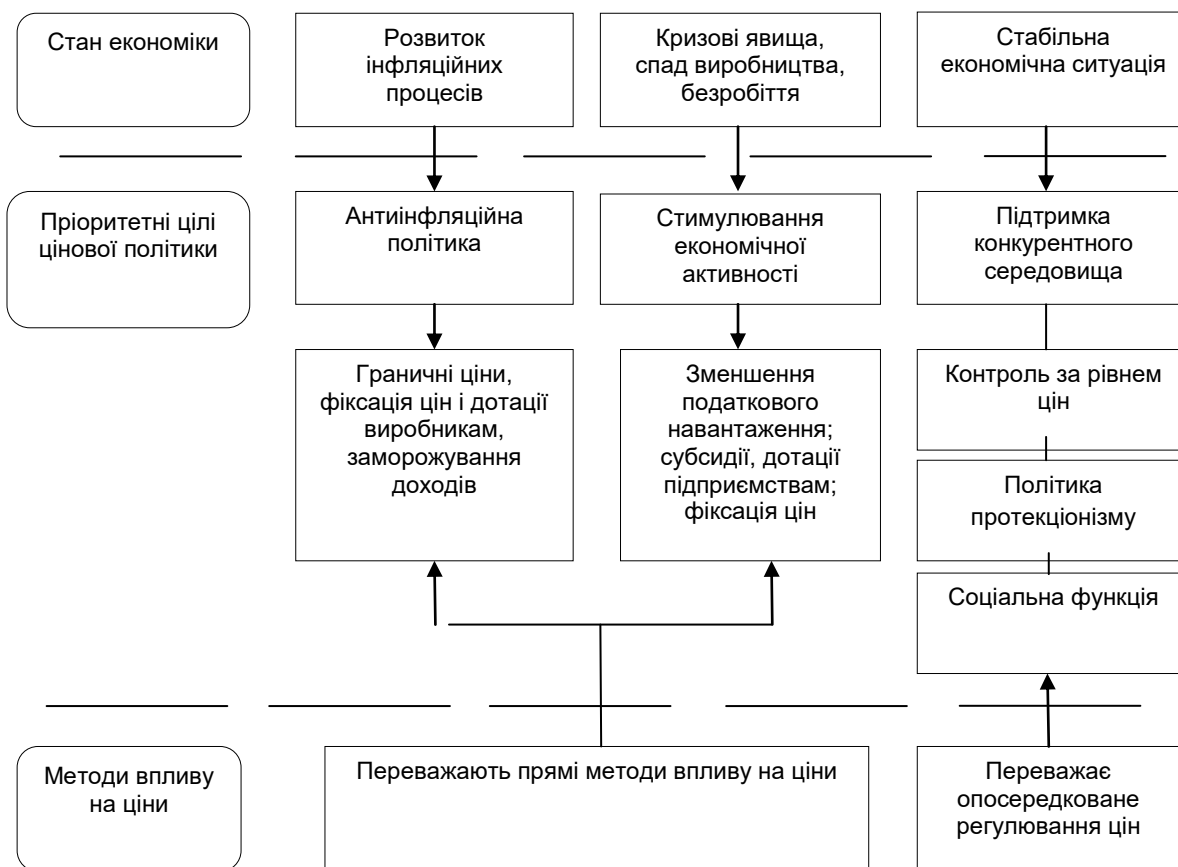 Стан економіки
Розвиток
інфляційних
процесів
Кризові явища,
спад виробництва,
безробіття
Стабільна
економічна ситуація
Пріоритетні цілі
цінової політики
Антиінфляційна
політика
Стимулювання
економічної
активності
Підтримка
конкурентного
середовища
Граничні ціни,
фіксація цін і дотації
виробникам,
заморожування
доходів
Зменшення
податкового
навантаження;
субсидії, дотації
підприємствам;
фіксація цін
Контроль за рівнем
цін
Політика
протекціонізму
Соціальна функція
Методи впливу
на ціни
Переважають прямі методи впливу на ціни
Переважає
опосередковане
регулювання цін